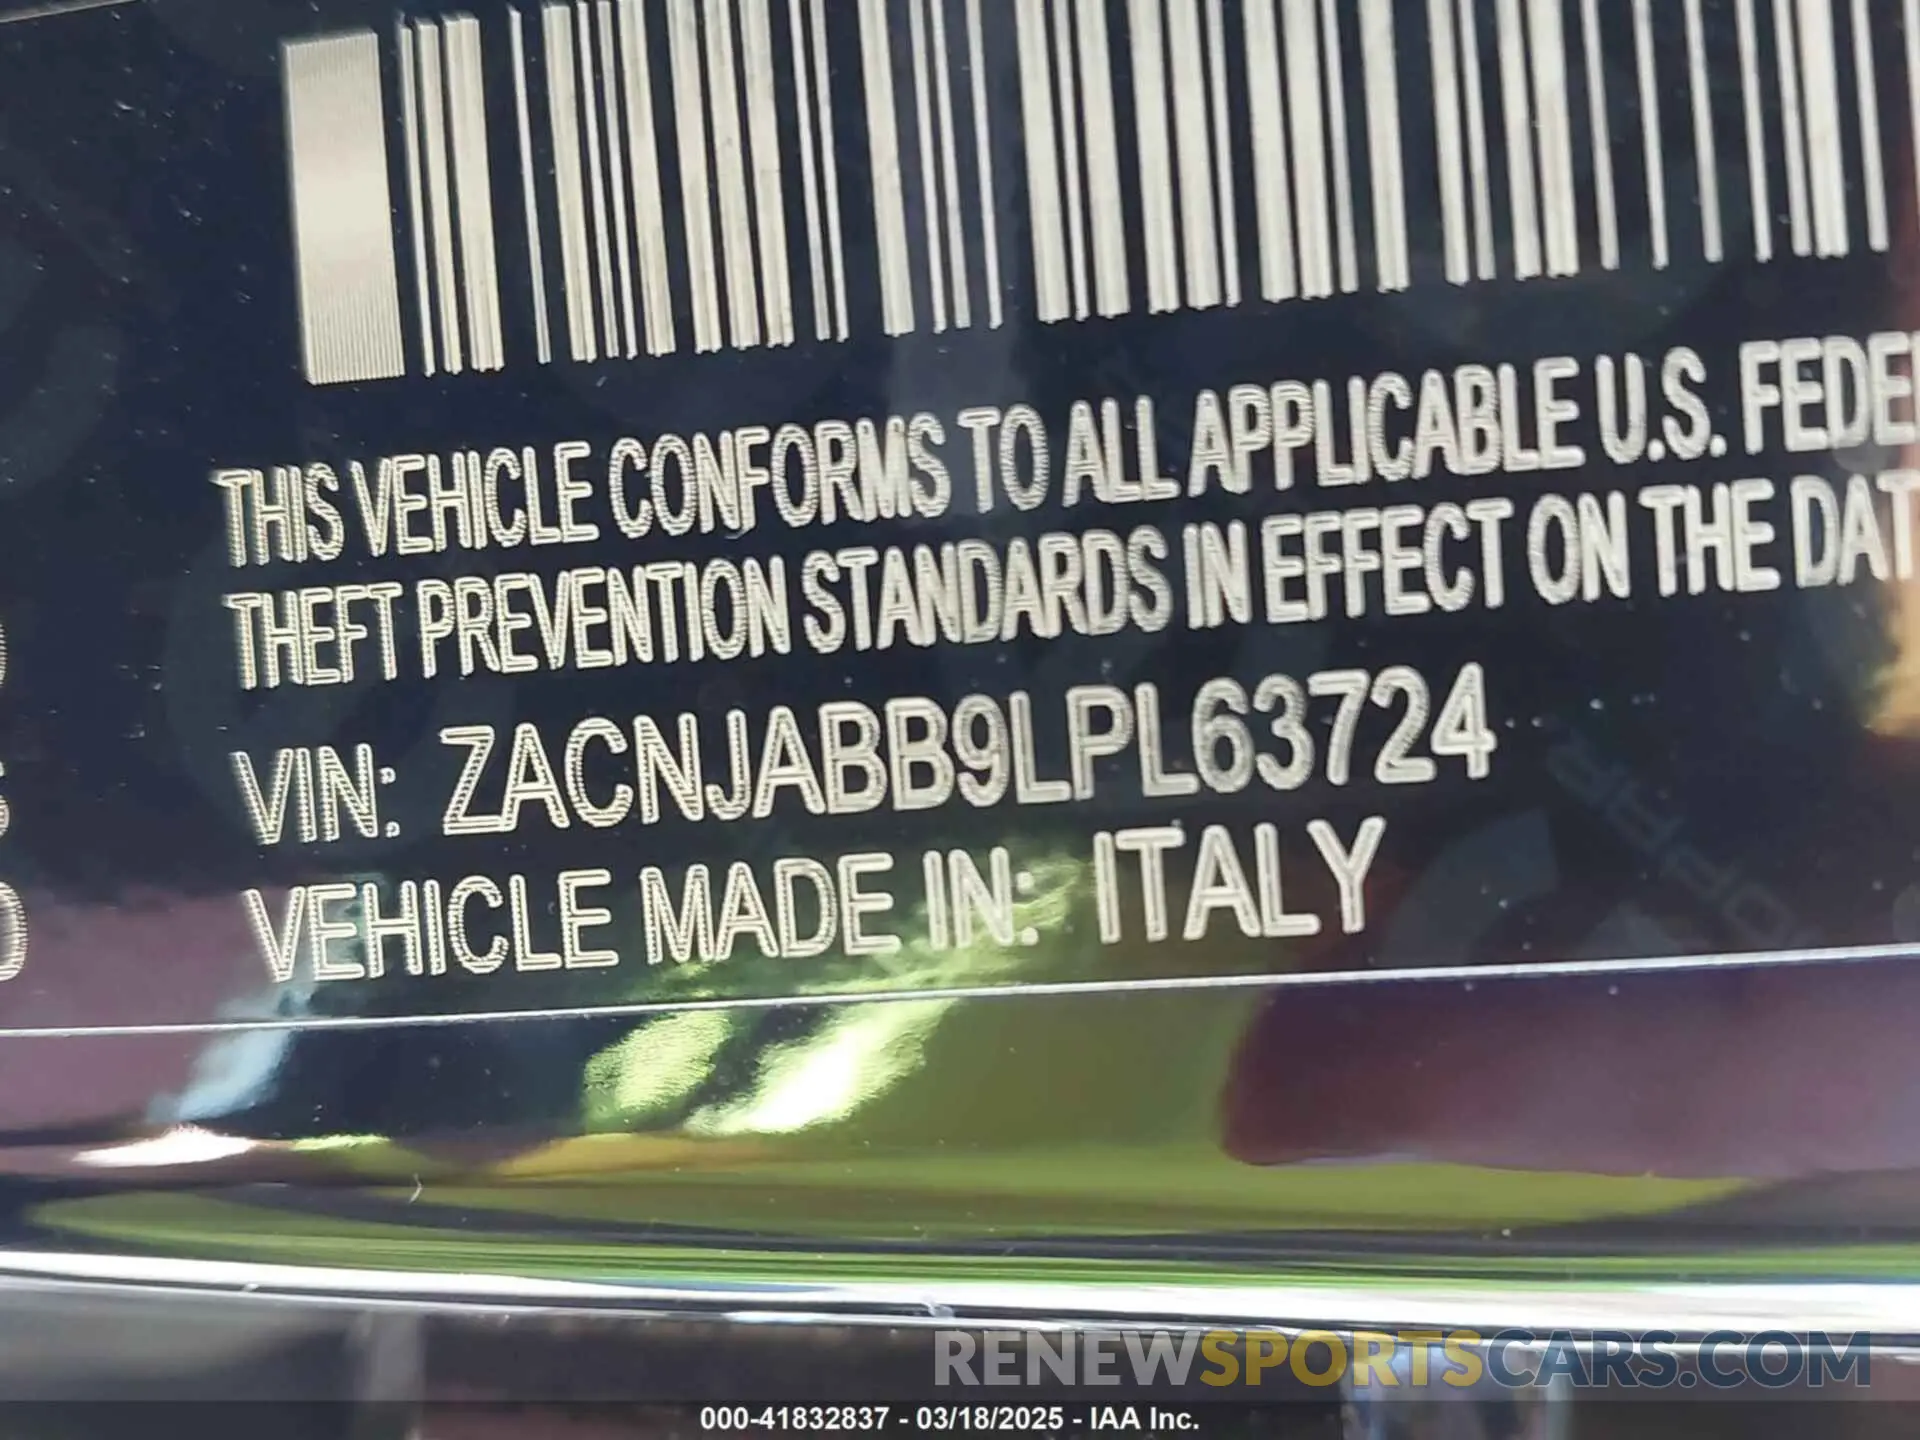 THIS VEHICLE CONFORMS TO ALL APPLICABLE U.S. FEDE
THEFT PREVENTION STANDARDS IN EFFECT ON THE DAT
VIN: ZACNJABB9LPL63724
VEHICLE MADE IN: ITALY
RENEWSPORTSCARS.COM
000-41832837 - 03/18/2025 - IAA Inc.